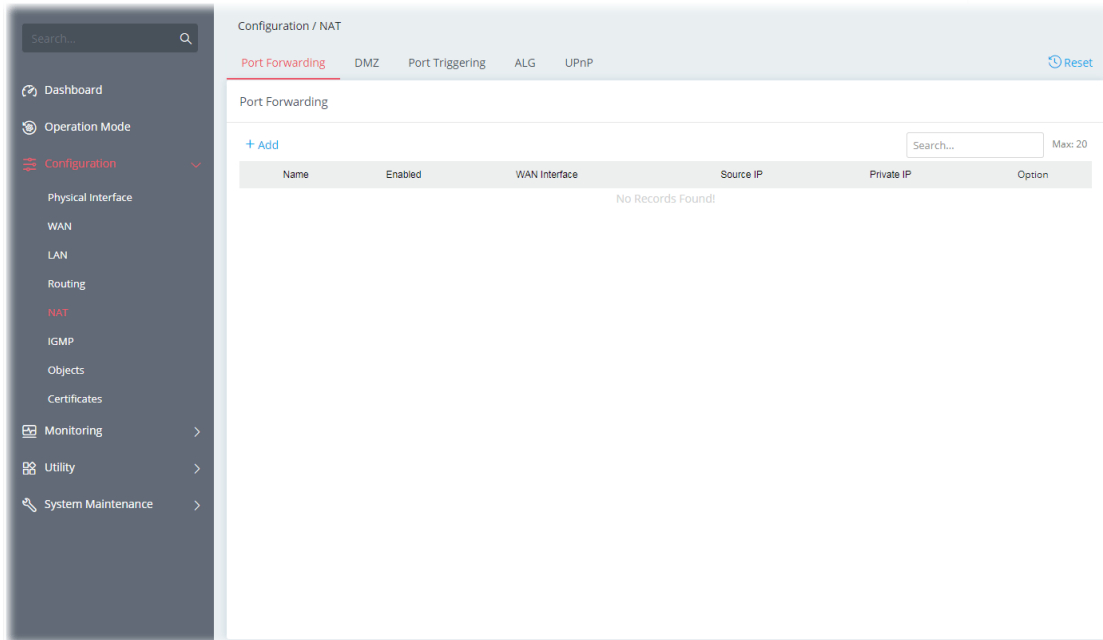 Search...
Dashboard
Operation Mode
Configuration
Physical Interface
WAN
LAN
Routing
NAT
IGMP
Objects
Certificates
Monitoring
Utility
System Maintenance
Configuration / NAT
Port Forwarding DMZ Port Triggering ALG UPnP Reset
Port Forwarding
+ Add Search... Max: 20
Name Enabled WAN Interface Source IP Private IP Option
No Records Found!